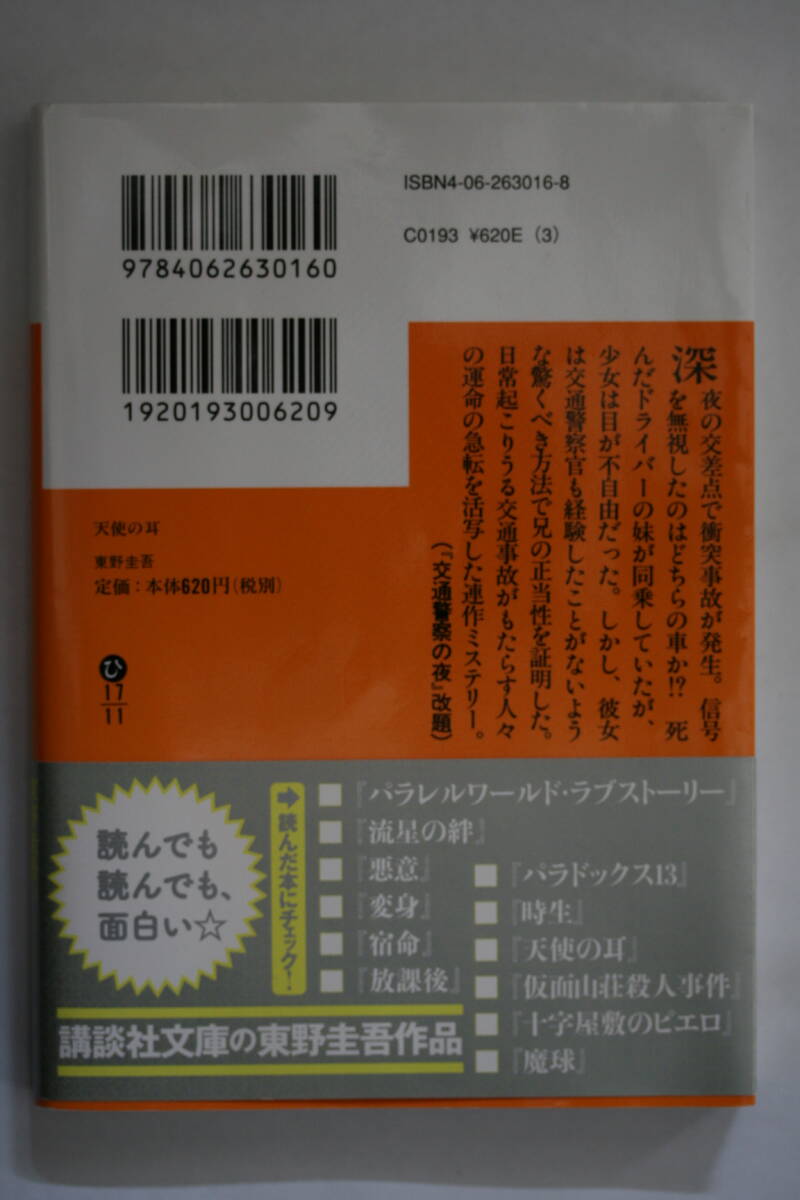 ISBN4-06-263016-8
C0193 ¥620E (3)
9784062630160
1920193006209
深夜の交差点で衝突事故が発生。信号
を無視したのはどちらの車か!? 死
んだドライバーの妹が同乗していたが、
少女は目が不自由だった。しかし、彼女
は交通警察官も経験したことがないよう
な驚くべき方法で兄の正当性を証明した。
日常起こりうる交通事故がもたらす人々
の運命の急転を活写した連作ミステリー。
(『交通警察の夜』改題)
天使の耳
東野圭吾
定価:本体620円(税別)
ひ
17
11
読んでも
読んでも、
面白い☆
➡読んだ本にチェック!
『パラレルワールド・ラブストーリー』
『流星の絆』
『悪意』
『変身』
『宿命』
『放課後』
『パラドックス13』
『時生』
『天使の耳』
『仮面山荘殺人事件』
『十字屋敷のピエロ』
『魔球』
講談社文庫の東野圭吾作品